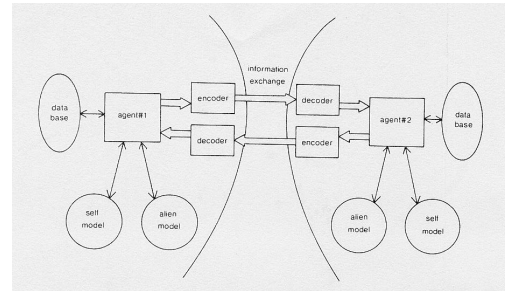 information
exchange
data
base
agent#1
encoder
decoder
decoder
encoder
agent#2
data
base
self
model
alien
model
alien
model
self
model